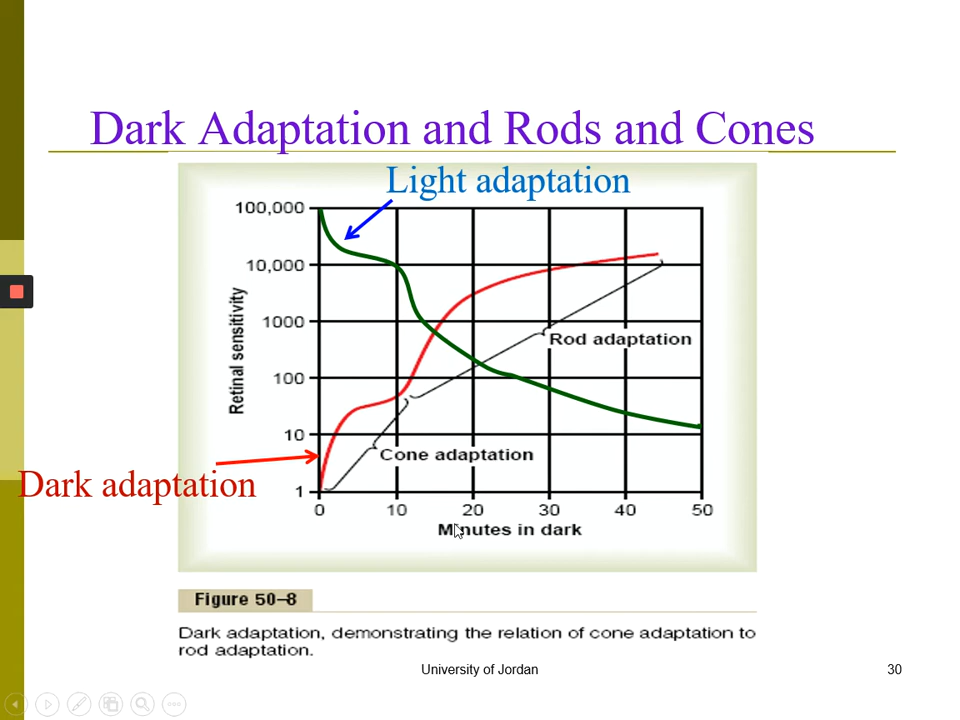 Dark Adaptation and Rods and Cones
Light adaptation
100,000
10,000
1000
100
10
1
Retinal sensitivity
Rod adaptation
Cone adaptation
Dark adaptation
0 10 20 30 40 50
Minutes in dark
Figure 50–8
Dark adaptation, demonstrating the relation of cone adaptation to
rod adaptation.
University of Jordan
30